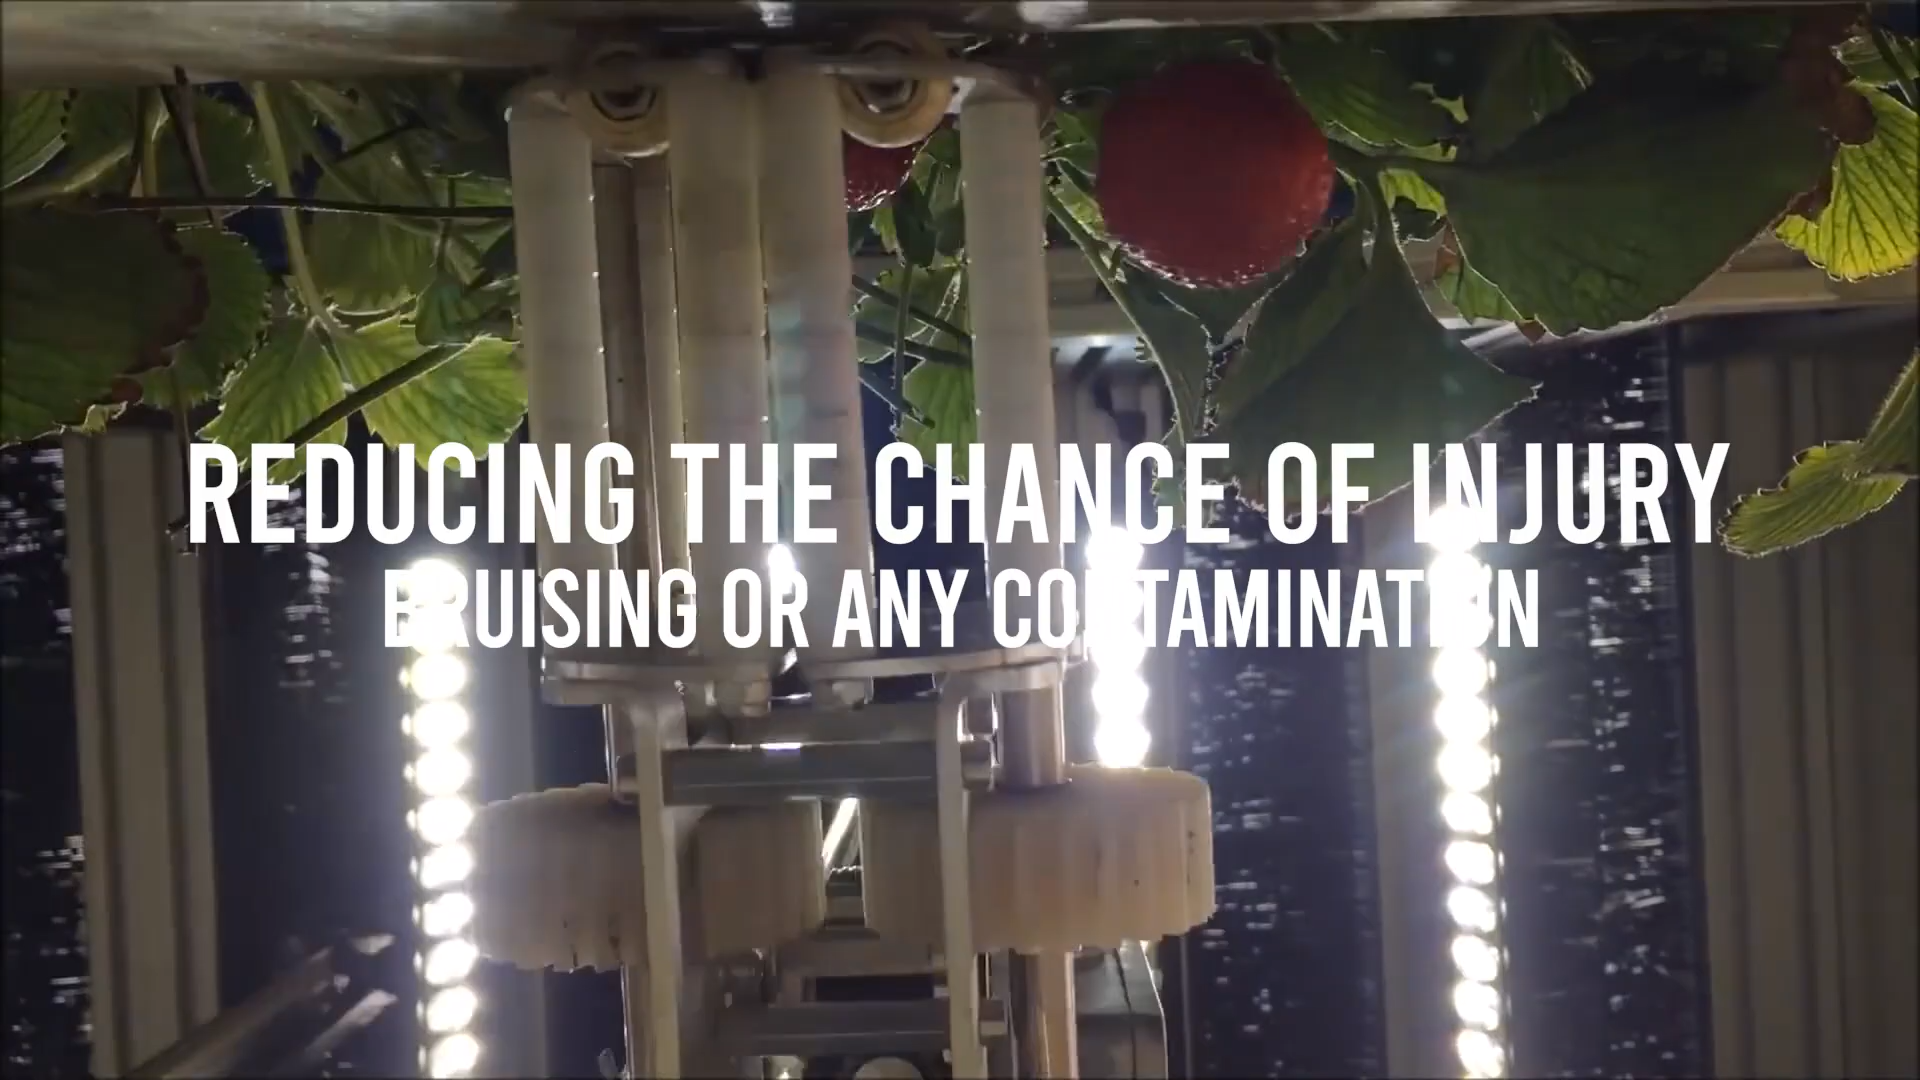 REDUCING THE CHANCE OF INJURY
BRUISING OR ANY CONTAMINATION